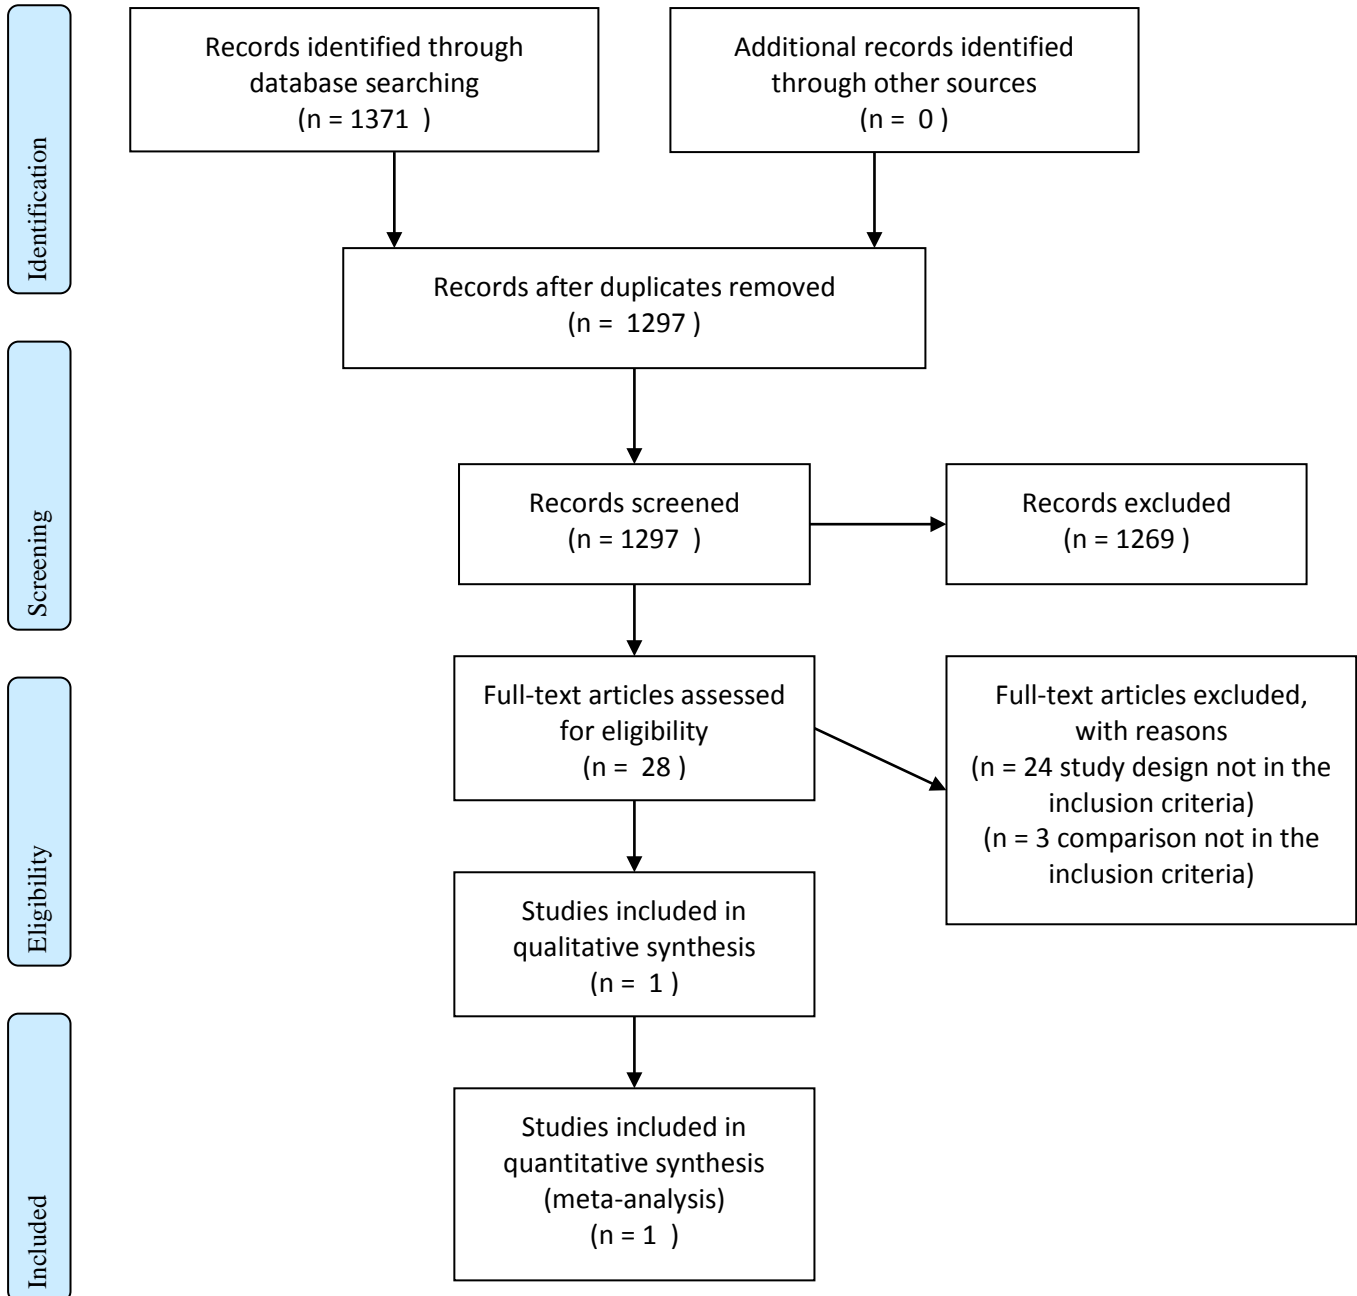 Identification
Records identified through
database searching
(n = 1371  )
Additional records identified
through other sources
(n =  0 )
Records after duplicates removed
(n =  1297 )
Screening
Records screened
(n = 1297  )
Records excluded
(n = 1269 )
Eligibility
Full-text articles assessed
for eligibility
(n =  28 )
Full-text articles excluded,
with reasons
(n = 24 study design not in the
inclusion criteria)
(n = 3 comparison not in the
inclusion criteria)
Studies included in
qualitative synthesis
(n =  1 )
Included
Studies included in
quantitative synthesis
(meta-analysis)
(n = 1  )